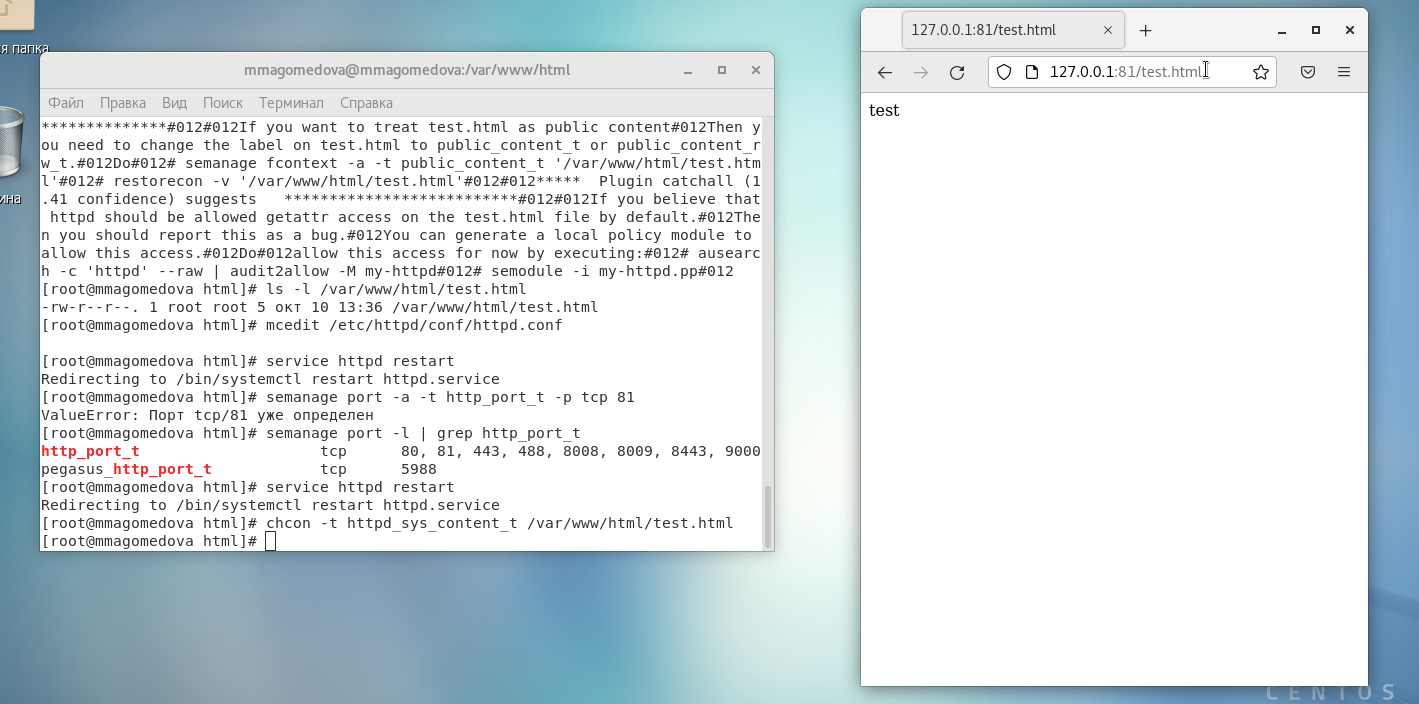 я папка
ина
mmagomedova@mmagomedova:/var/www/html
Файл Правка Вид Поиск Терминал Справка
**************#012#012If you want to treat test.html as public content#012Then y
ou need to change the label on test.html to public_content_t or public_content_r
w_t.#012Do#012# semanage fcontext -a -t public_content_t '/var/www/html/test.htm
l'#012# restorecon -v '/var/www/html/test.html'#012#012*****  Plugin catchall (1
.41 confidence) suggests   **************************#012#012If you believe that
 httpd should be allowed getattr access on the test.html file by default.#012The
n you should report this as a bug.#012You can generate a local policy module to
allow this access.#012Do#012allow this access for now by executing:#012# ausearc
h -c 'httpd' --raw | audit2allow -M my-httpd#012# semodule -i my-httpd.pp#012
[root@mmagomedova html]# ls -l /var/www/html/test.html
-rw-r--r--. 1 root root 5 окт 10 13:36 /var/www/html/test.html
[root@mmagomedova html]# mcedit /etc/httpd/conf/httpd.conf
[root@mmagomedova html]# service httpd restart
Redirecting to /bin/systemctl restart httpd.service
[root@mmagomedova html]# semanage port -a -t http_port_t -p tcp 81
ValueError: Порт tcp/81 уже определен
[root@mmagomedova html]# semanage port -l | grep http_port_t
http_port_t                    tcp      80, 81, 443, 488, 8008, 8009, 8443, 9000
pegasus_http_port_t            tcp      5988
[root@mmagomedova html]# service httpd restart
Redirecting to /bin/systemctl restart httpd.service
[root@mmagomedova html]# chcon -t httpd_sys_content_t /var/www/html/test.html
[root@mmagomedova html]#
127.0.0.1:81/test.html
127.0.0.1:81/test.html
test
CENTOS